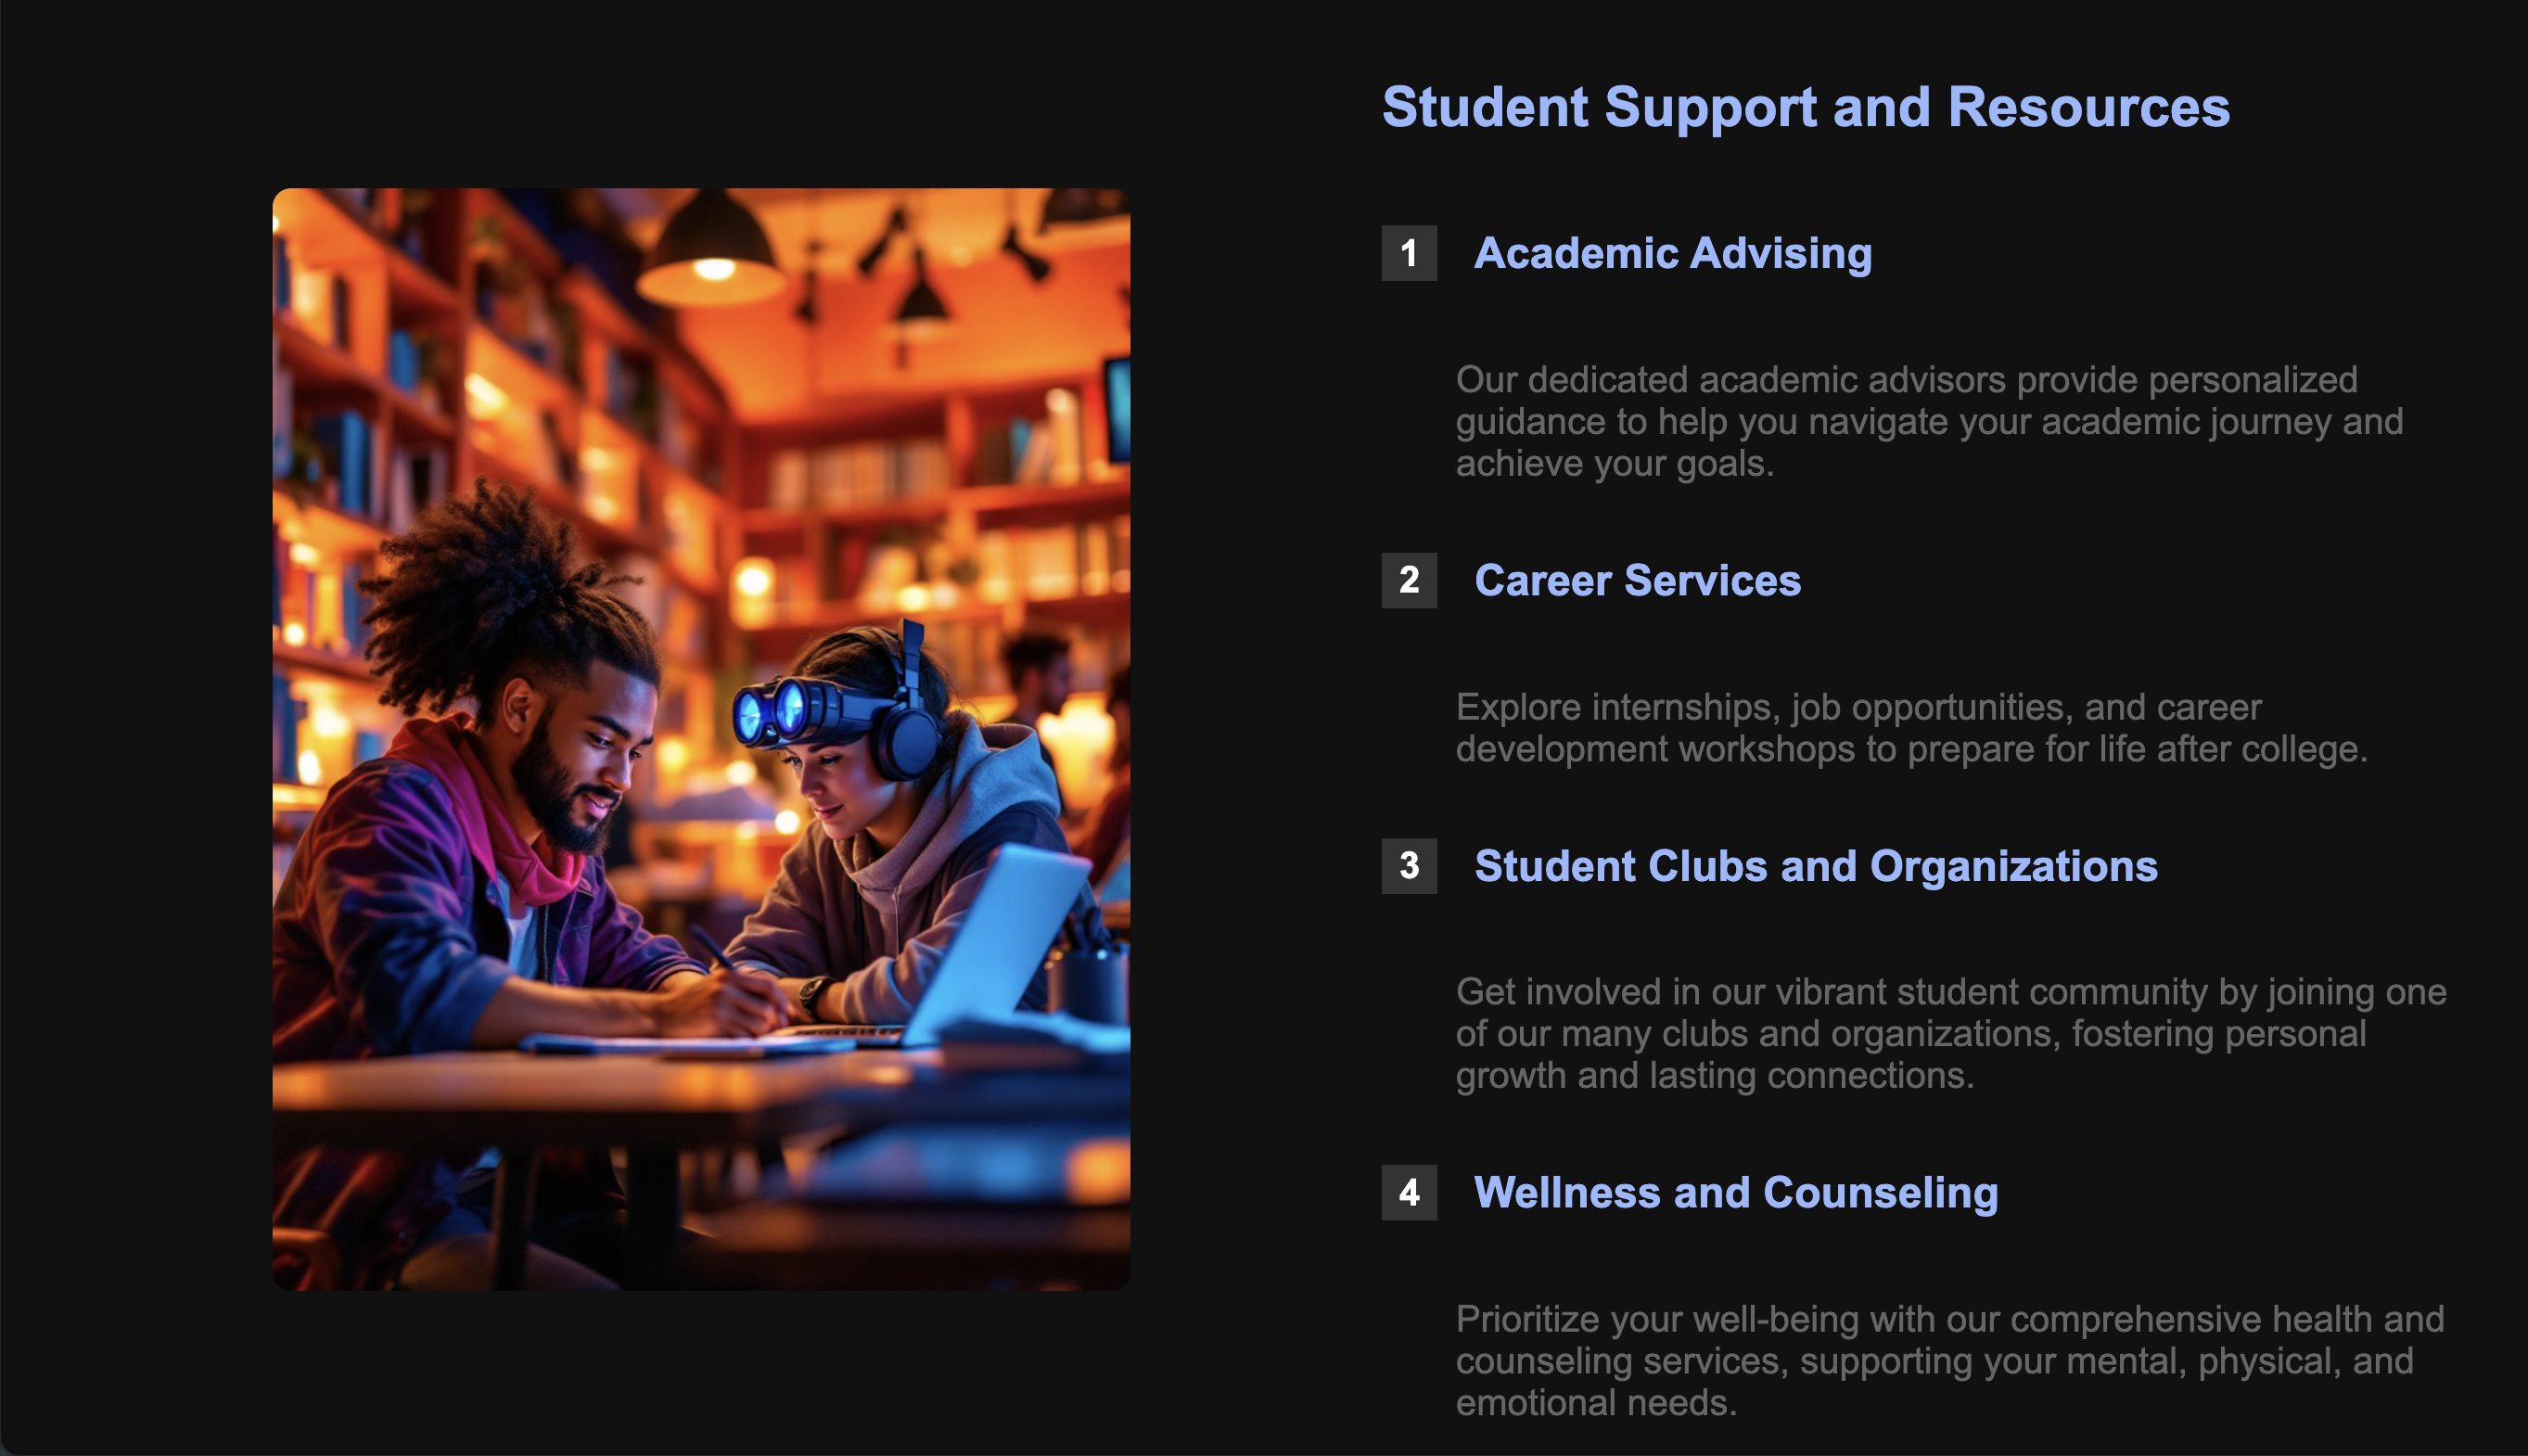 Student Support and Resources
1 Academic Advising
Our dedicated academic advisors provide personalized
guidance to help you navigate your academic journey and
achieve your goals.
2 Career Services
Explore internships, job opportunities, and career
development workshops to prepare for life after college.
3 Student Clubs and Organizations
Get involved in our vibrant student community by joining one
of our many clubs and organizations, fostering personal
growth and lasting connections.
4 Wellness and Counseling
Prioritize your well-being with our comprehensive health and
counseling services, supporting your mental, physical, and
emotional needs.